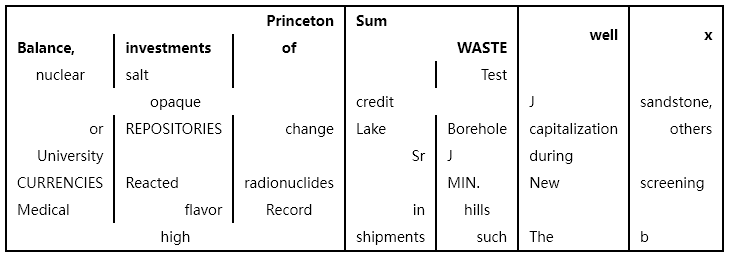 Princeton Sum
Balance, investments of WASTE well x
nuclear salt Test
opaque credit J sandstone,
or REPOSITORIES change Lake Borehole capitalization others
University Sr J during
CURRENCIES Reacted radionuclides MIN. New screening
Medical flavor Record in hills
high shipments such The b